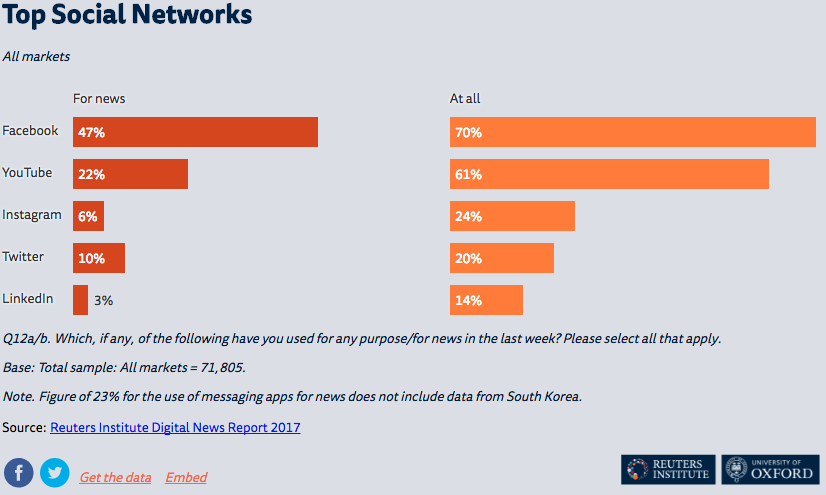 Top Social Networks
All markets
For news At all
Facebook 47% 70%
YouTube 22% 61%
Instagram 6% 24%
Twitter 10% 20%
LinkedIn 3% 14%
Q12a/b. Which, if any, of the following have you used for any purpose/for news in the last week? Please select all that apply.
Base: Total sample: All markets = 71,805.
Note. Figure of 23% for the use of messaging apps for news does not include data from South Korea.
Source: Reuters Institute Digital News Report 2017
Get the data Embed
REUTERS
INSTITUTE
UNIVERSITY OF
OXFORD